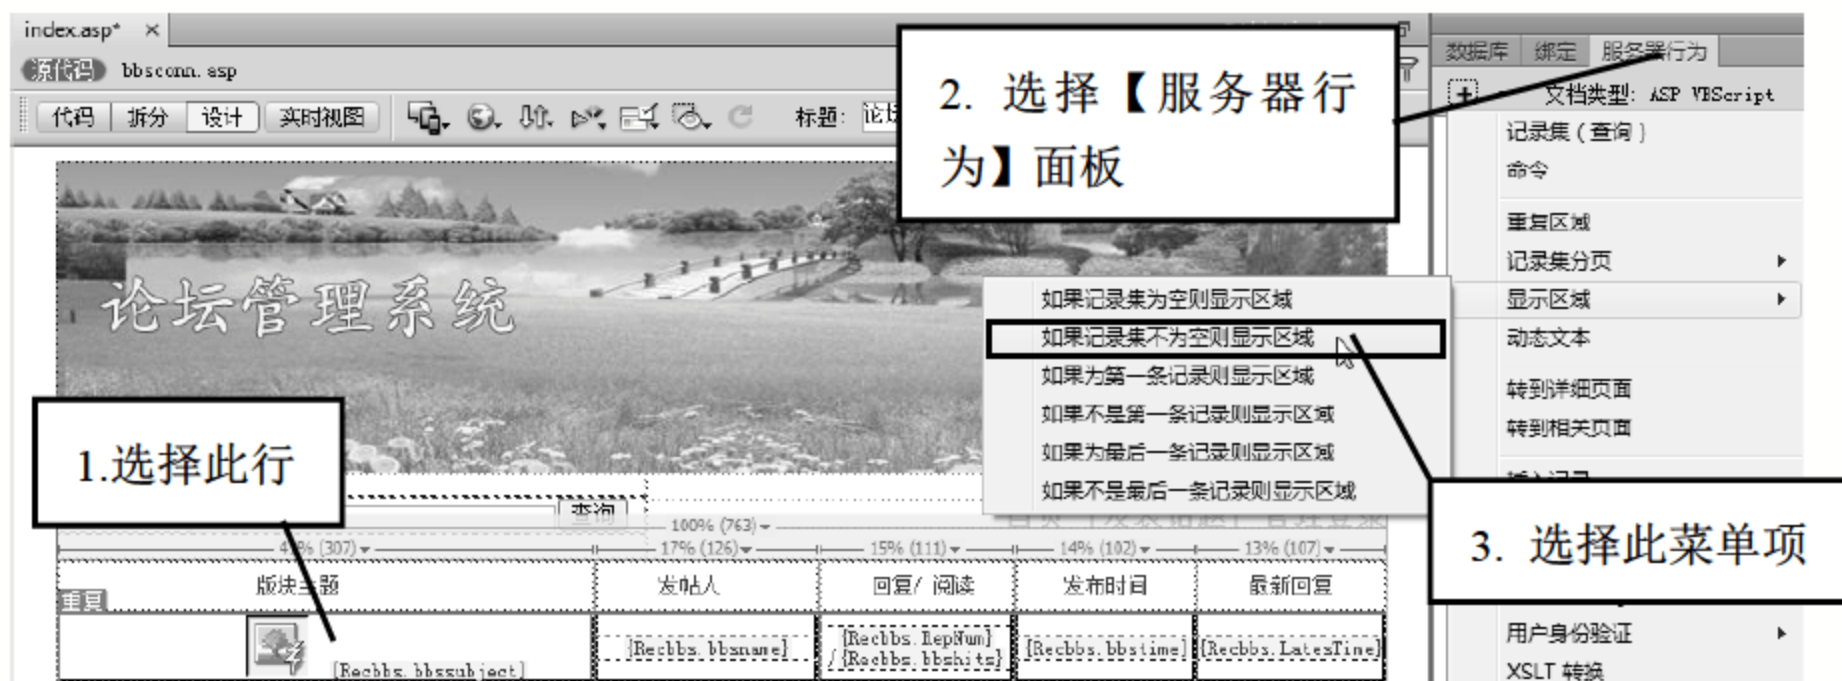 index.asp* ×
源代码 bbsconn.asp
代码 拆分 设计 实时视图 标题:
2. 选择【服务器行
为】面板
数据库 绑定 服务器行为
文档类型: ASP VBScript
记录集(查询)
命令
重复区域
记录集分页
显示区域
动态文本
转到详细页面
转到相关页面
用户身份验证
XSLT 转换
论坛管理系统
如果记录集为空则显示区域
如果记录集不为空则显示区域
如果为第一条记录则显示区域
如果不是第一条记录则显示区域
如果为最后一条记录则显示区域
如果不是最后一条记录则显示区域
1.选择此行
3. 选择此菜单项
查询
100% (763)
(307) 17% (126) 15% (111) 14% (102) 13% (107)
版块主题 发帖人 回复/ 阅读 发布时间 最新回复
重复
{Recbbs.bbssubject} {Recbbs.bbsname} {Recbbs.RepNum}
/{Recbbs.bbshits} {Recbbs.bbstime} {Recbbs.LatesTime}